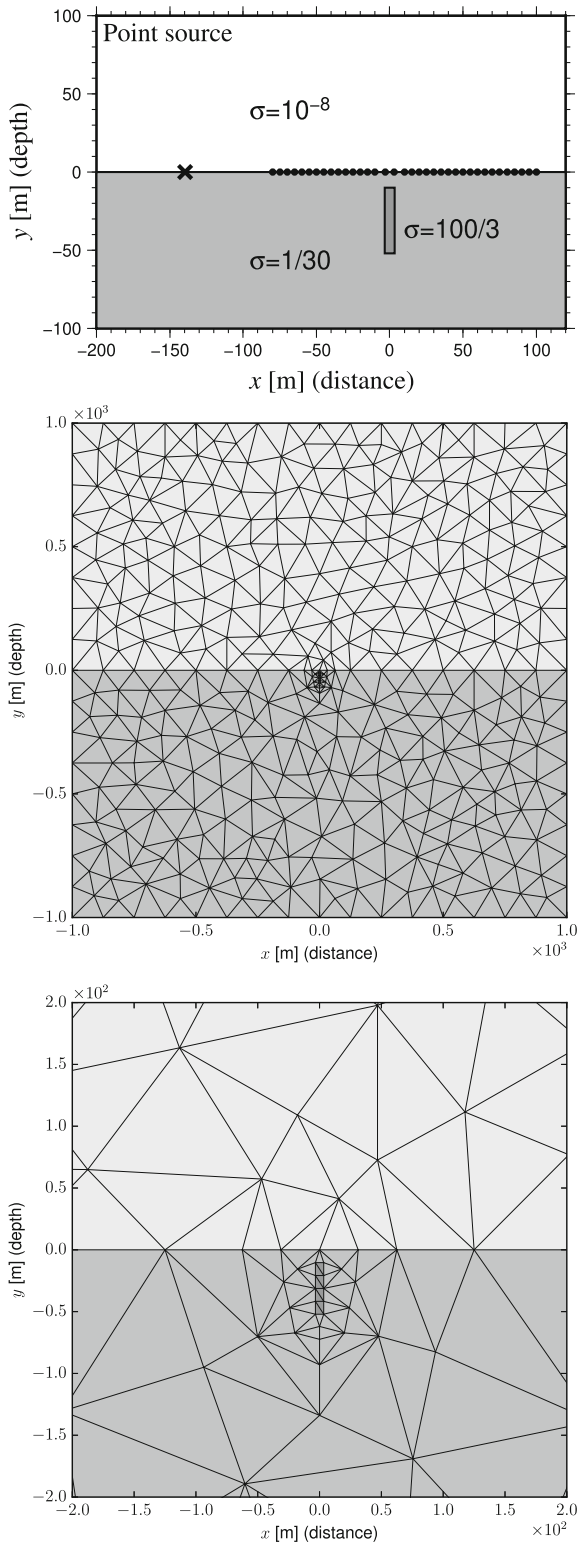 100
Point source
50
σ=10⁻⁸
0
σ=100/3
−50
σ=1/30
−100
−200 −150 −100 −50 0 50 100
y [m] (depth)
x [m] (distance)
×10³
1.0
0.5
0.0
−0.5
−1.0
−1.0 −0.5 0.0 0.5 1.0
y [m] (depth)
x [m] (distance)
×10³
×10²
2.0
1.5
1.0
0.5
0.0
−0.5
−1.0
−1.5
−2.0
−2.0 −1.5 −1.0 −0.5 0.0 0.5 1.0 1.5 2.0
y [m] (depth)
x [m] (distance)
×10²